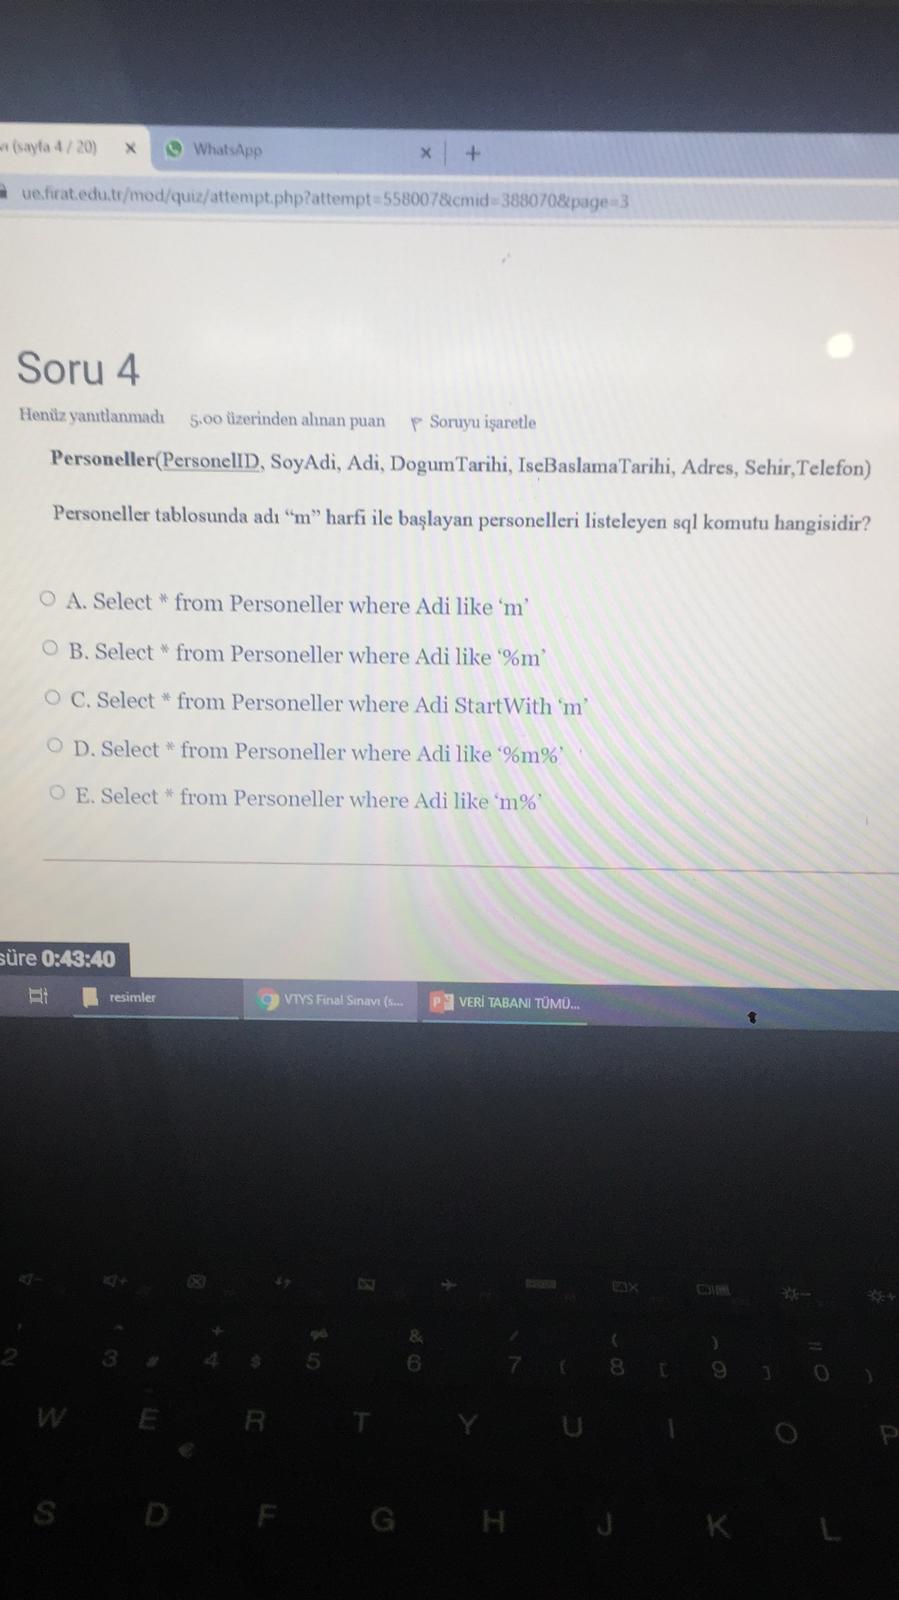 (sayfa 4 / 20)
WhatsApp
ue.firat.edu.tr/mod/quiz/attempt.php?attempt=558007&cmid=388070&page=3
Soru 4
Henüz yanıtlanmadı 5.00 üzerinden alınan puan Soruyu işaretle
Personeller(PersonelID, SoyAdi, Adi, DogumTarihi, IseBaslamaTarihi, Adres, Sehir,Telefon)
Personeller tablosunda adı “m” harfi ile başlayan personelleri listeleyen sql komutu hangisidir?
A. Select * from Personeller where Adi like ‘m’
B. Select * from Personeller where Adi like ‘%m’
C. Select * from Personeller where Adi StartWith ‘m’
D. Select * from Personeller where Adi like ‘%m%’
E. Select * from Personeller where Adi like ‘m%’
süre 0:43:40
resimler
VTYS Final Sınavı (s...
VERİ TABANI TÜMÜ...
2 3 # 4 $ 5 & 6 / 7 { ( 8 [ ) 9 ] = 0 }
W E € R T Y U I O P
S D F G H J K L